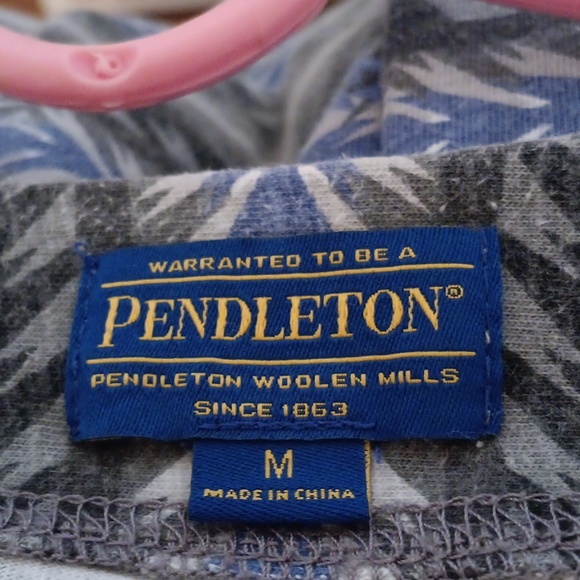 WARRANTED TO BE A
PENDLETON®
PENDLETON WOOLEN MILLS
SINCE 1863
M
MADE IN CHINA